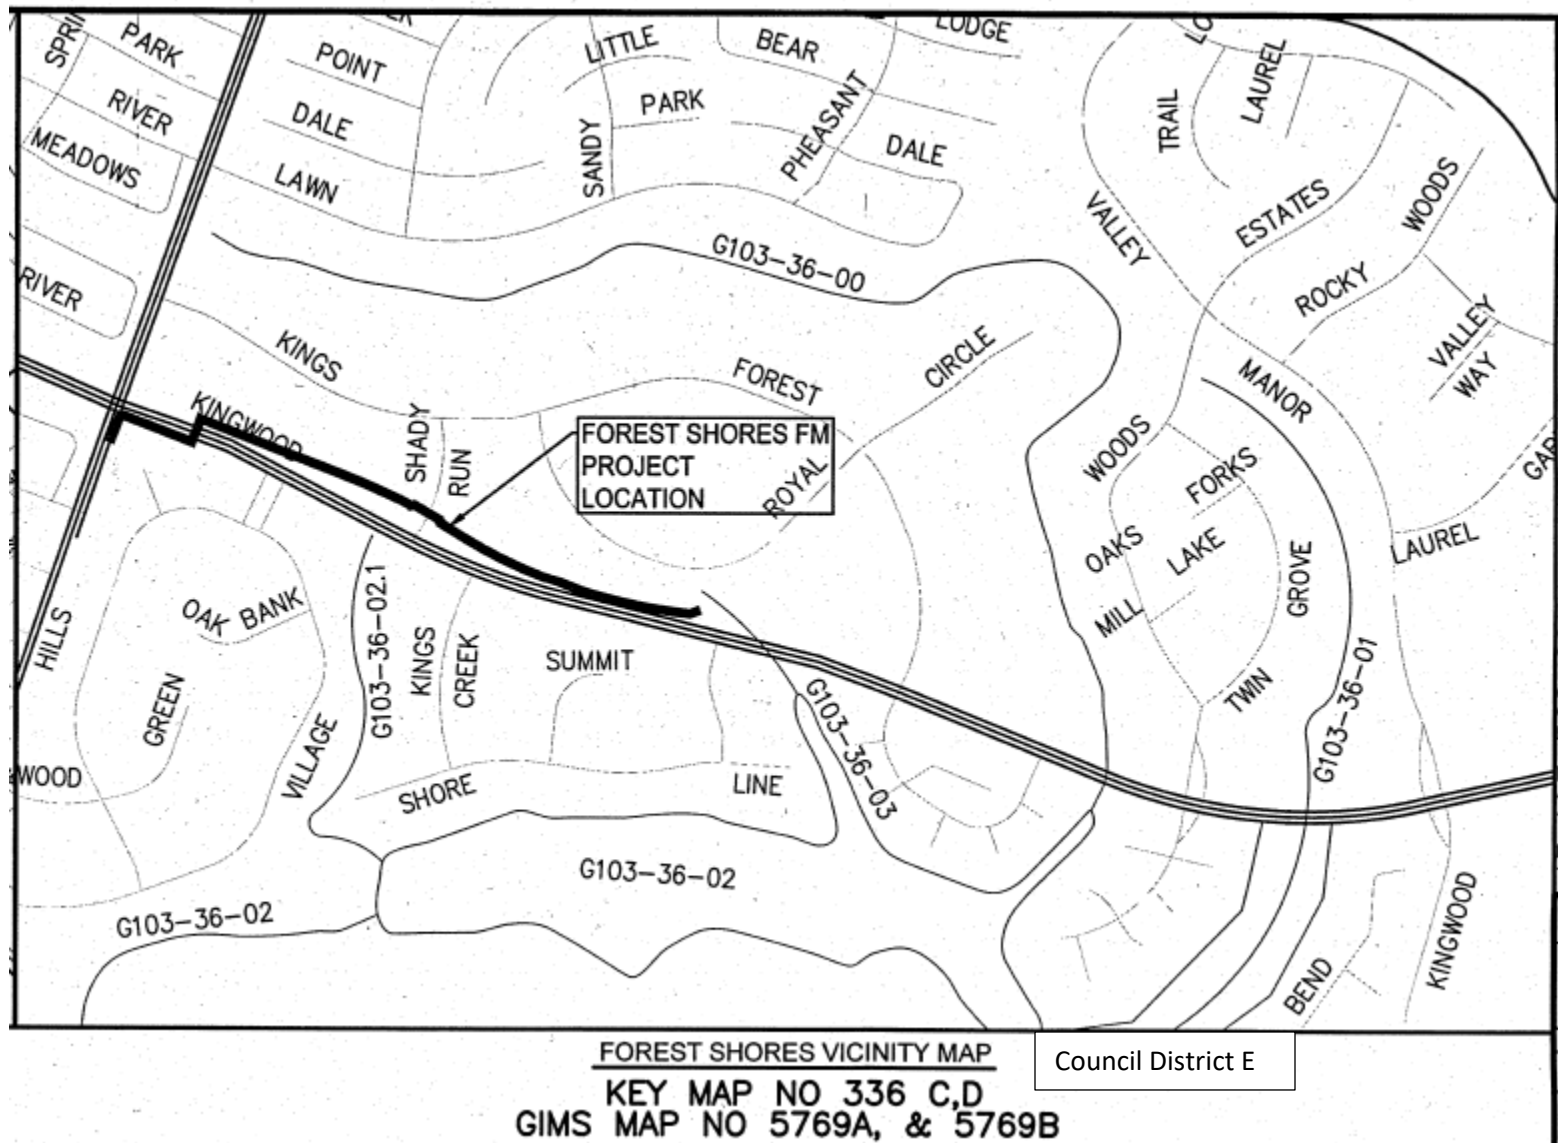 SPRI
PARK
POINT
LITTLE
BEAR
LODGE
LO
LAUREL
RIVER
DALE
PARK
PHEASANT
TRAIL
MEADOWS
LAWN
SANDY
DALE
VALLEY
ESTATES
WOODS
G103-36-00
RIVER
ROCKY
KINGS
FOREST
CIRCLE
VALLEY
WAY
MANOR
KINGWOOD
SHADY
RUN
FOREST SHORES FM
PROJECT
LOCATION
ROYAL
WOODS
FORKS
GAR
OAKS
LAKE
LAUREL
GROVE
MILL
TWIN
HILLS
OAK BANK
G103-36-02.1
KINGS
CREEK
SUMMIT
GREEN
VILLAGE
G103-36-03
G103-36-01
WOOD
SHORE
LINE
G103-36-02
G103-36-02
BEND
KINGWOOD
FOREST SHORES VICINITY MAP
Council District E
KEY MAP NO 336 C,D
GIMS MAP NO 5769A, & 5769B